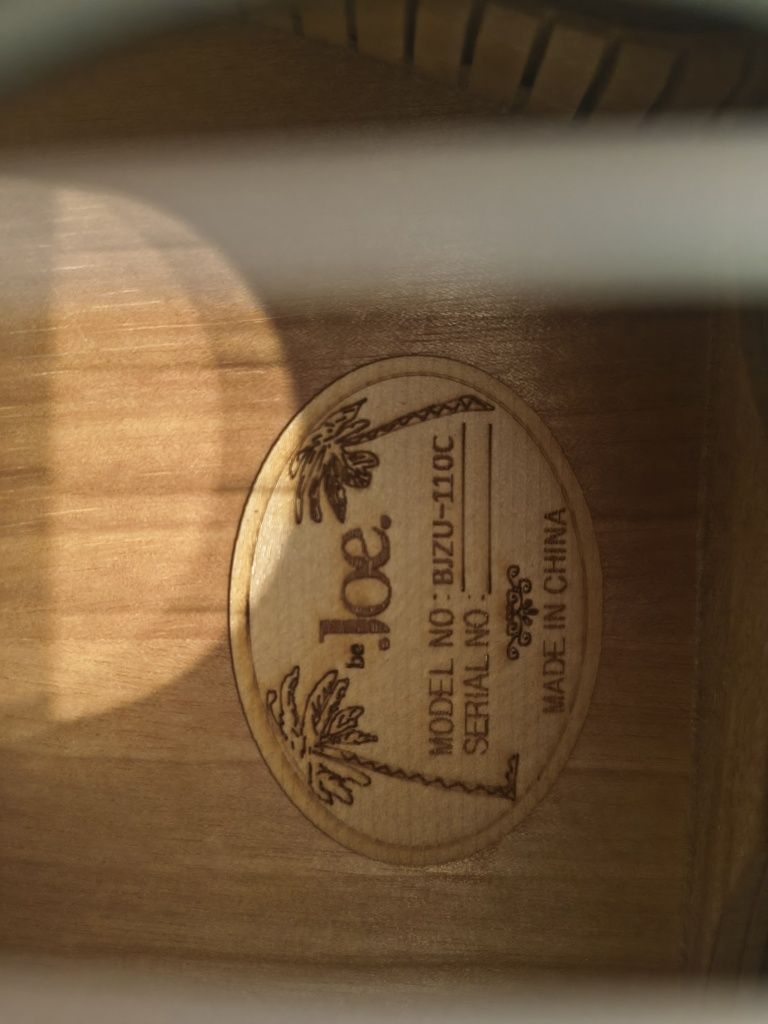 be .Joe.
MODEL NO: BJZU-110C
SERIAL NO:
MADE IN CHINA